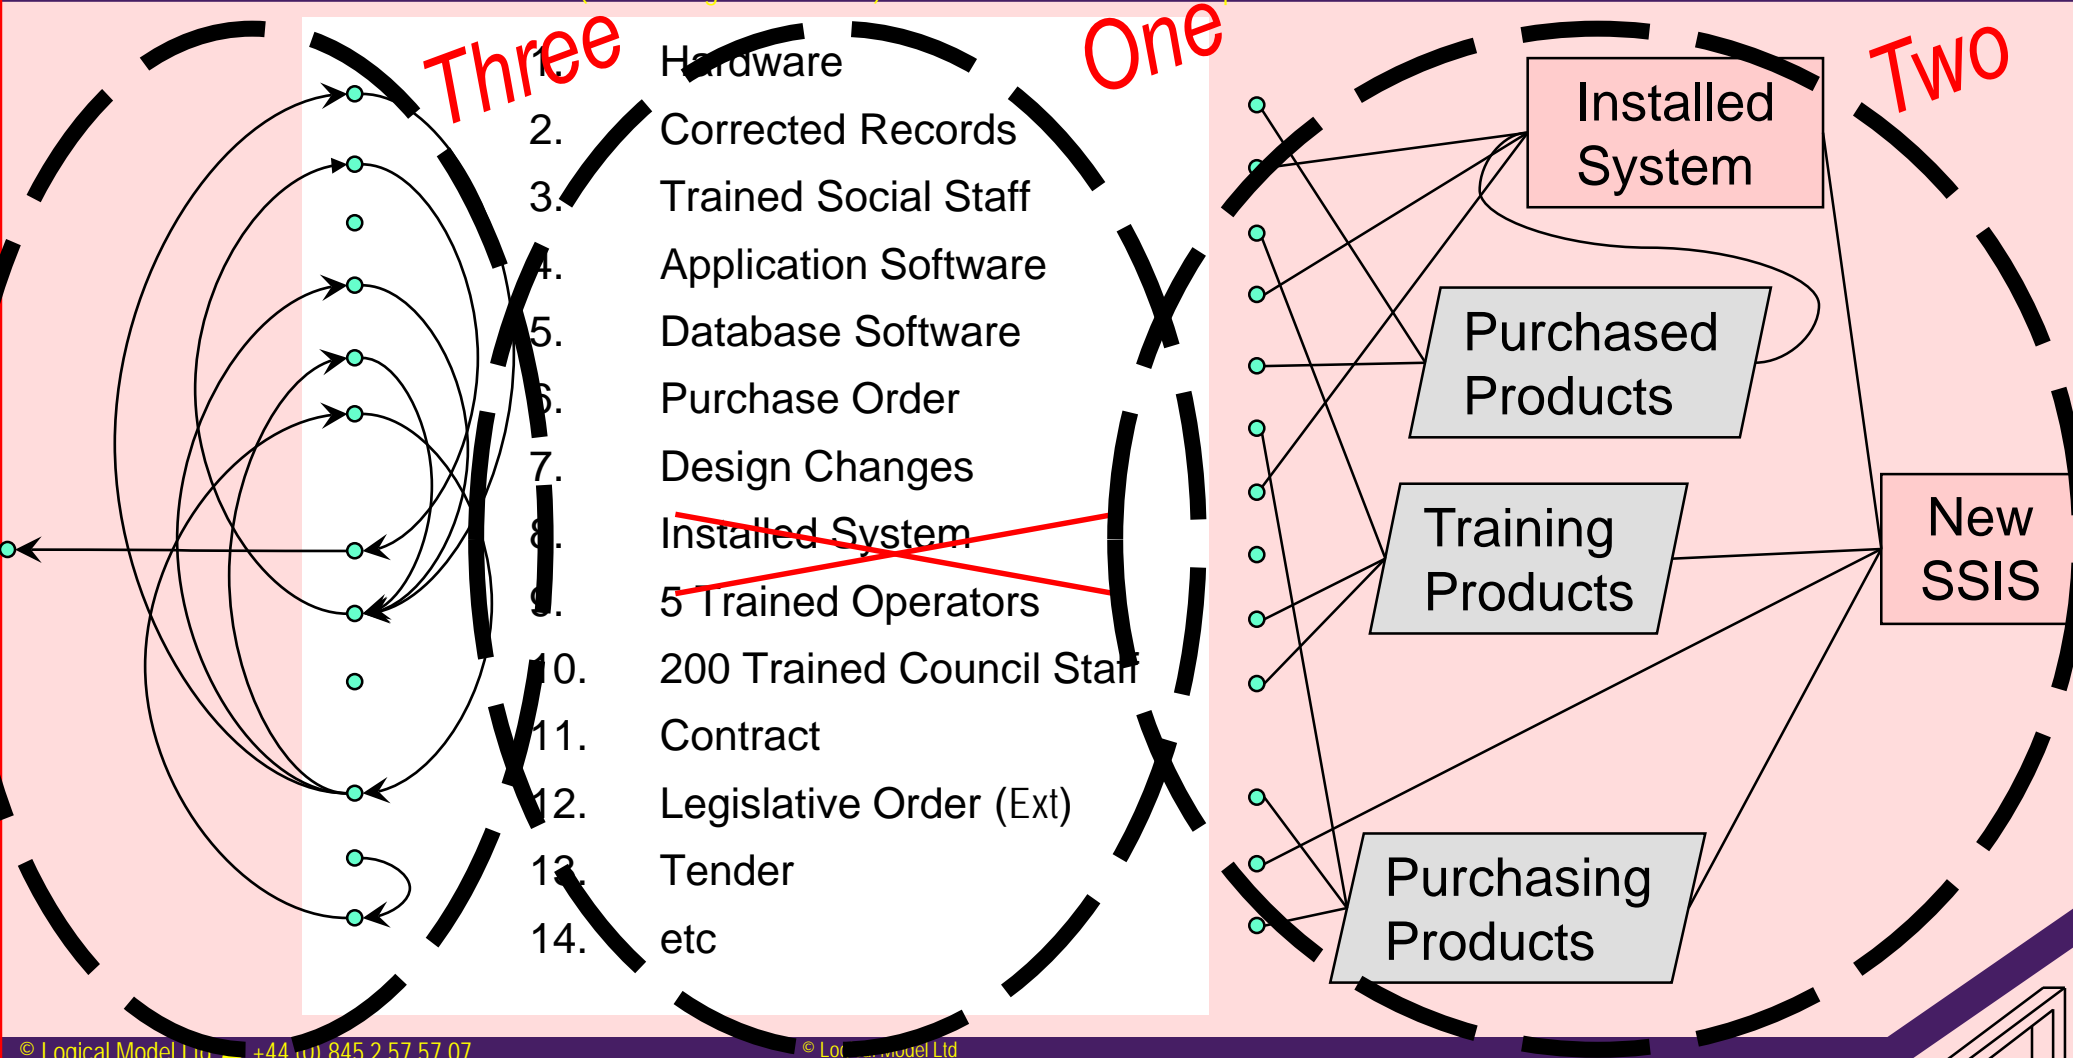 Three
One
Two
1. Hardware
2. Corrected Records
3. Trained Social Staff
4. Application Software
5. Database Software
6. Purchase Order
7. Design Changes
8. Installed System
9. 5 Trained Operators
10. 200 Trained Council Staff
11. Contract
12. Legislative Order (Ext)
13. Tender
14. etc
Installed
System
Purchased
Products
Training
Products
New
SSIS
Purchasing
Products
© Logical Model Ltd +44 (0) 845 2 57 57 07
© Logical Model Ltd